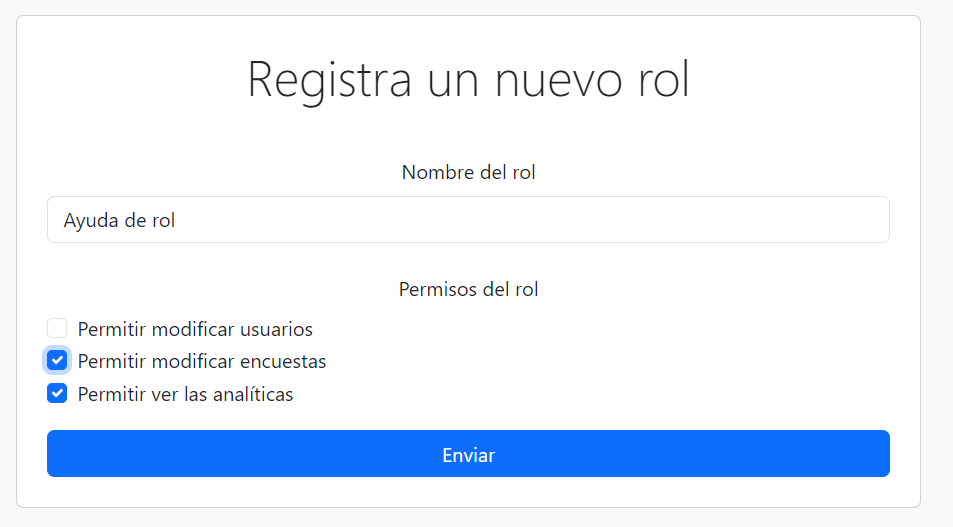 Registra un nuevo rol
Nombre del rol
Ayuda de rol
Permisos del rol
Permitir modificar usuarios
Permitir modificar encuestas
Permitir ver las analíticas
Enviar